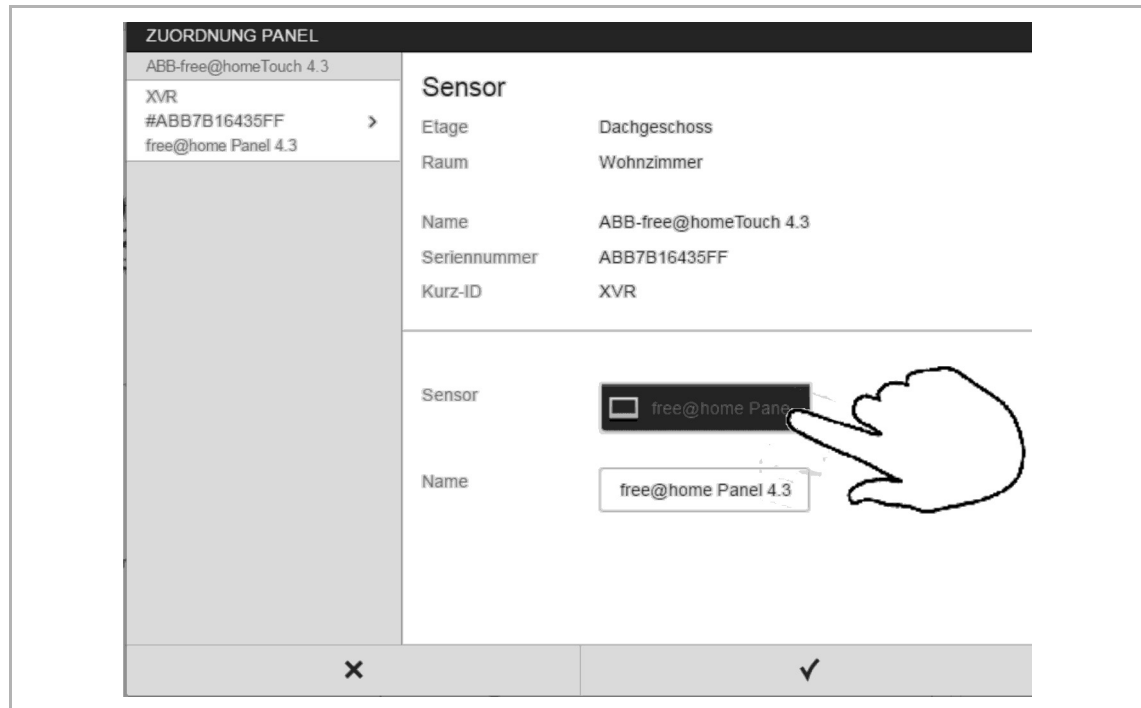 ZUORDNUNG PANEL
ABB-free@homeTouch 4.3
XVR
#ABB7B16435FF
free@home Panel 4.3
Sensor
Etage Dachgeschoss
Raum Wohnzimmer
Name ABB-free@homeTouch 4.3
Seriennummer ABB7B16435FF
Kurz-ID XVR
Sensor free@home Pane
Name free@home Panel 4.3